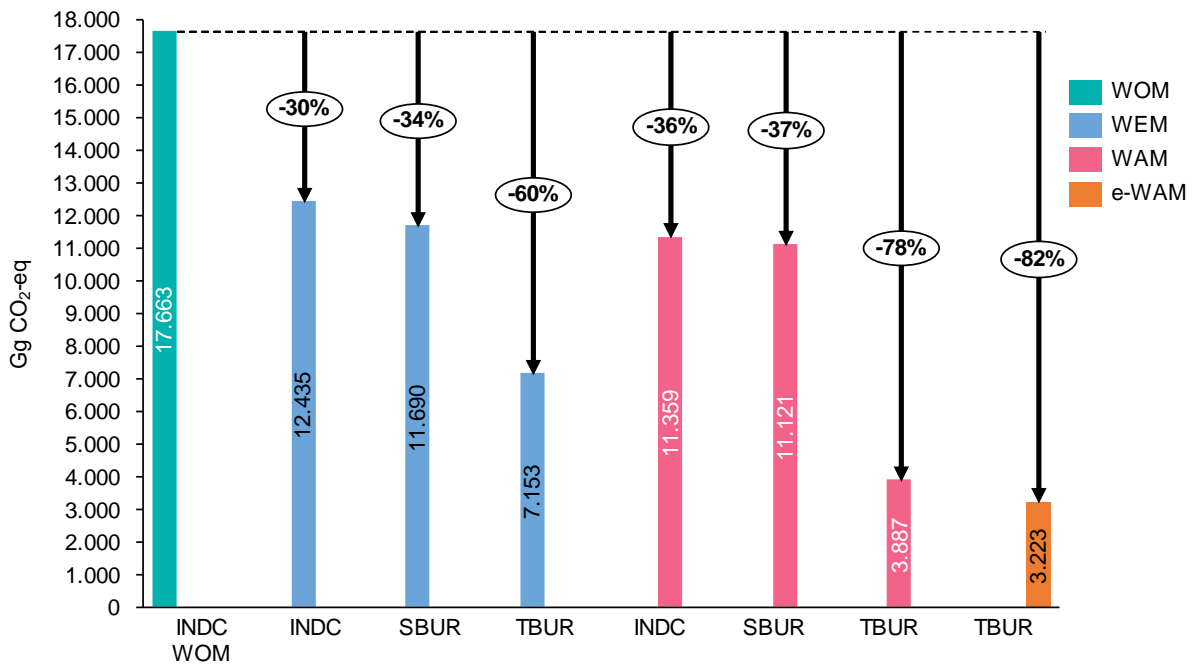 18.000
17.000
16.000
15.000
14.000
13.000
12.000
11.000
10.000
9.000
8.000
7.000
6.000
5.000
4.000
3.000
2.000
1.000
0
Gg CO₂-eq
-30%
-34%
-60%
-36%
-37%
-78%
-82%
17.663
12.435
11.690
7.153
11.359
11.121
3.887
3.223
INDC WOM
INDC
SBUR
TBUR
INDC
SBUR
TBUR
TBUR
WOM
WEM
WAM
e-WAM